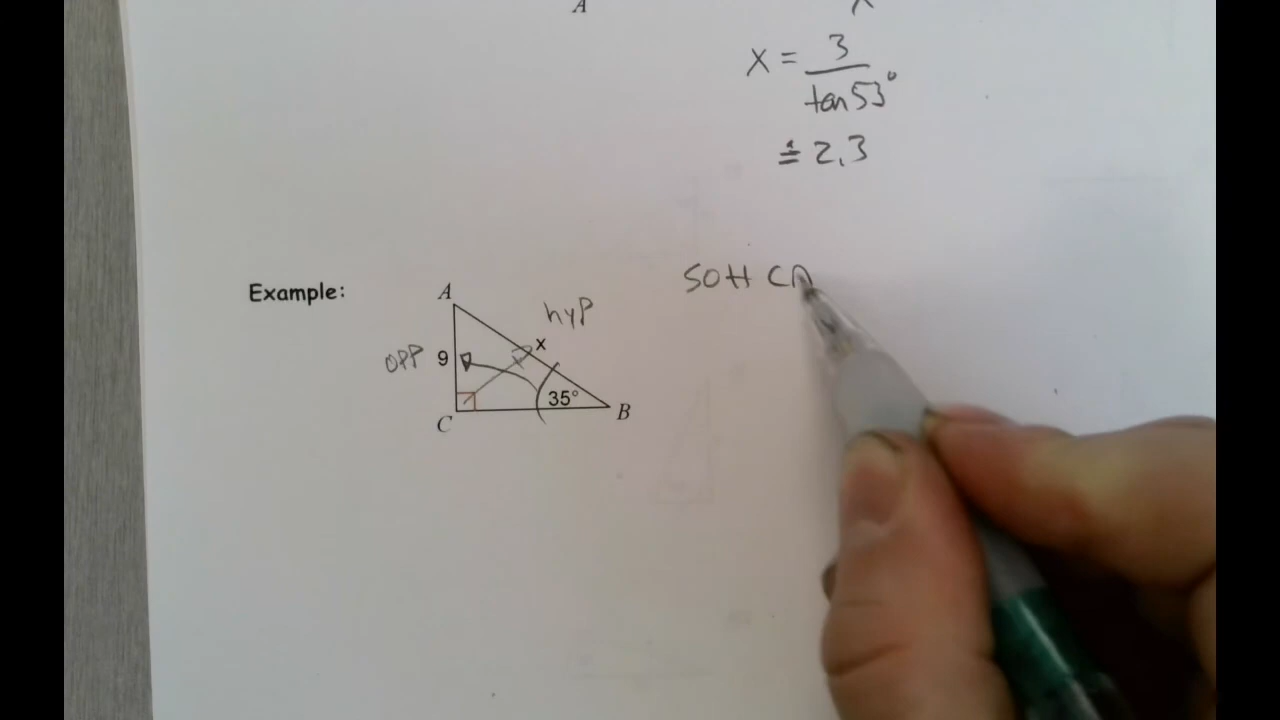 A
x
x = 3
tan 53°
≐ 2.3
Example:
A
hyp
SOH CA
opp 9
x
35°
C
B